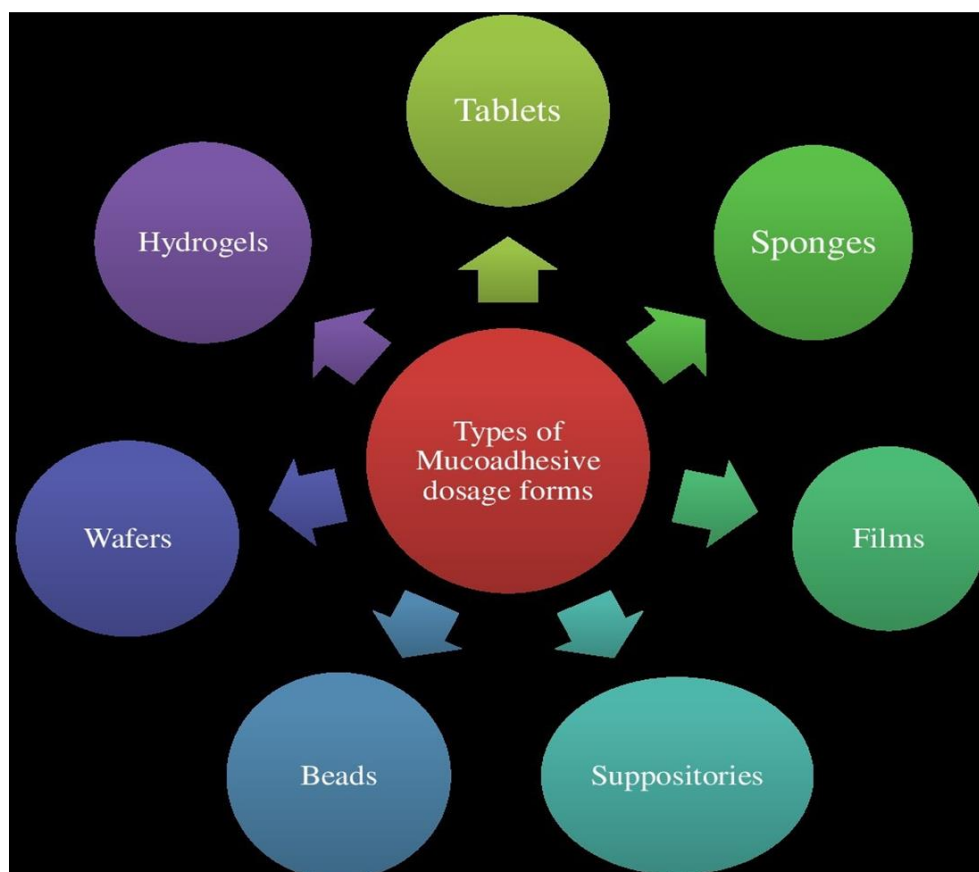 Tablets
Hydrogels
Sponges
Types of
Mucoadhesive
dosage forms
Wafers
Films
Beads
Suppositories